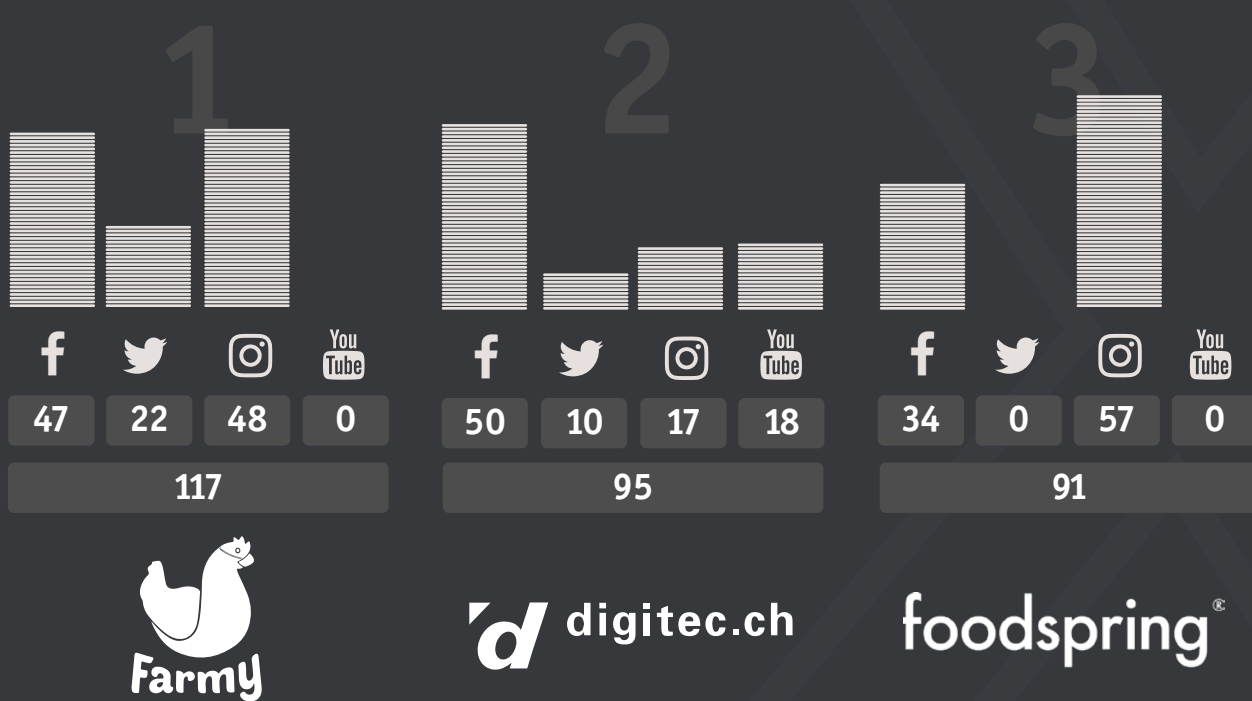 1
2
3
You
Tube
You
Tube
You
Tube
47 22 48 0
50 10 17 18
34 0 57 0
117
95
91
Farmy
d digitec.ch
foodspring®